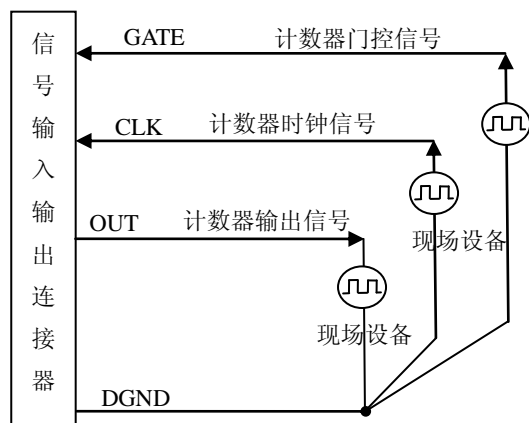 信号输入输出连接器
GATE 计数器门控信号
CLK 计数器时钟信号
OUT 计数器输出信号
现场设备
现场设备
DGND